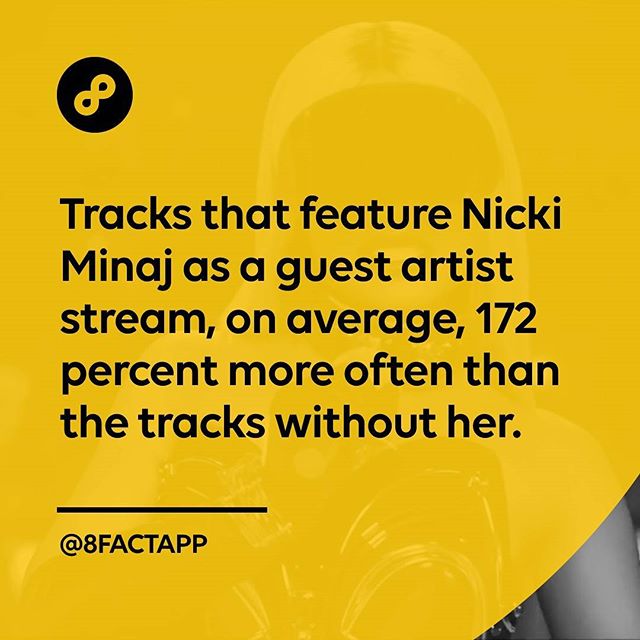 Tracks that feature Nicki
Minaj as a guest artist
stream, on average, 172
percent more often than
the tracks without her.
@8FACTAPP